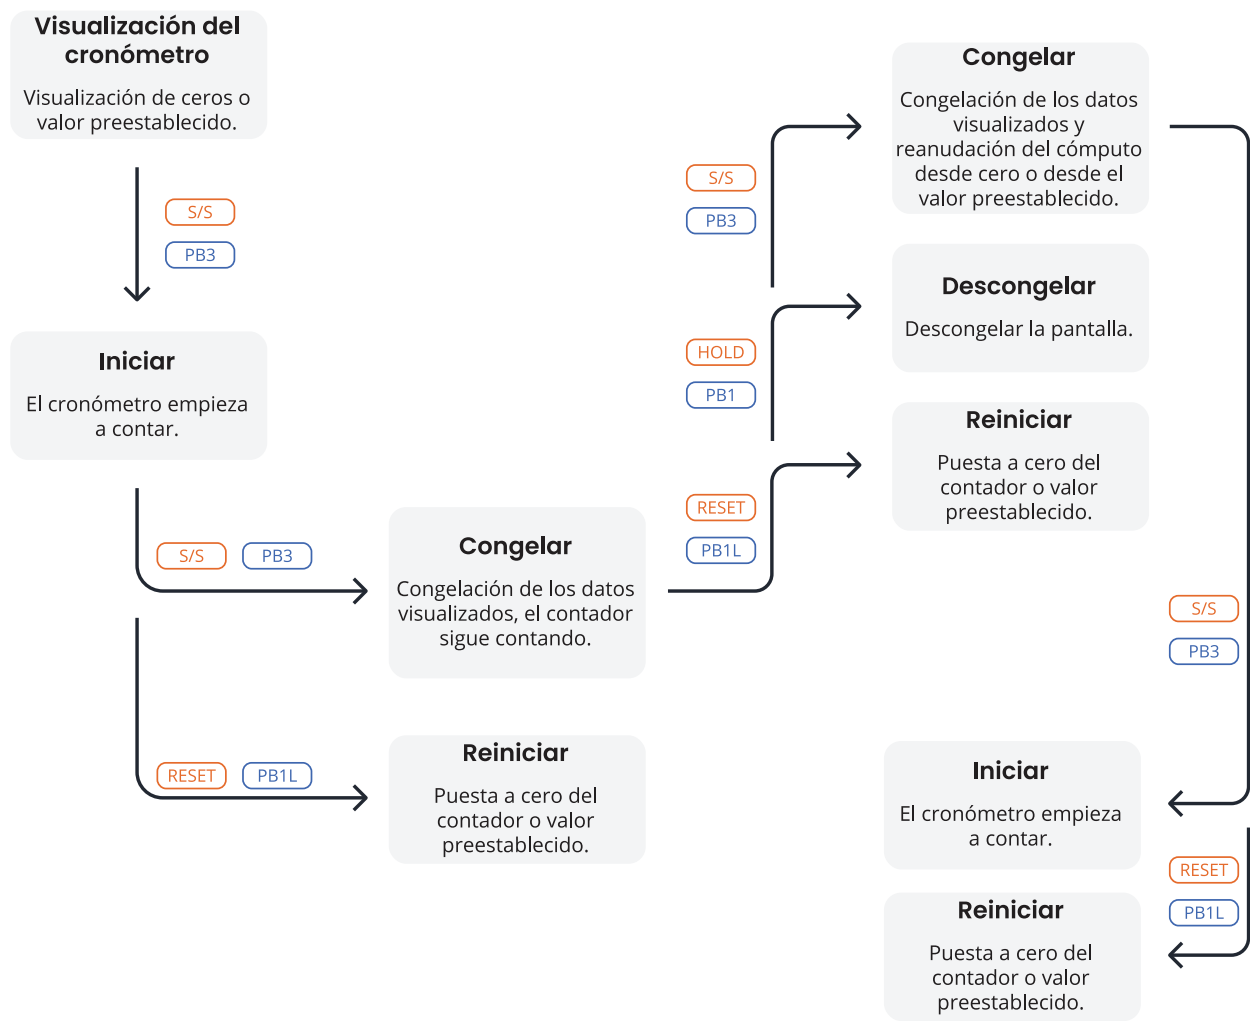 Visualización del
cronómetro
Visualización de ceros o
valor preestablecido.
S/S
PB3
Iniciar
El cronómetro empieza
a contar.
S/S PB3
Congelar
Congelación de los datos
visualizados, el contador
sigue contando.
RESET PB1L
Reiniciar
Puesta a cero del
contador o valor
preestablecido.
S/S
PB3
Congelar
Congelación de los datos
visualizados y
reanudación del cómputo
desde cero o desde el
valor preestablecido.
HOLD
PB1
Descongelar
Descongelar la pantalla.
RESET
PB1L
Reiniciar
Puesta a cero del
contador o valor
preestablecido.
S/S
PB3
Iniciar
El cronómetro empieza
a contar.
RESET
PB1L
Reiniciar
Puesta a cero del
contador o valor
preestablecido.